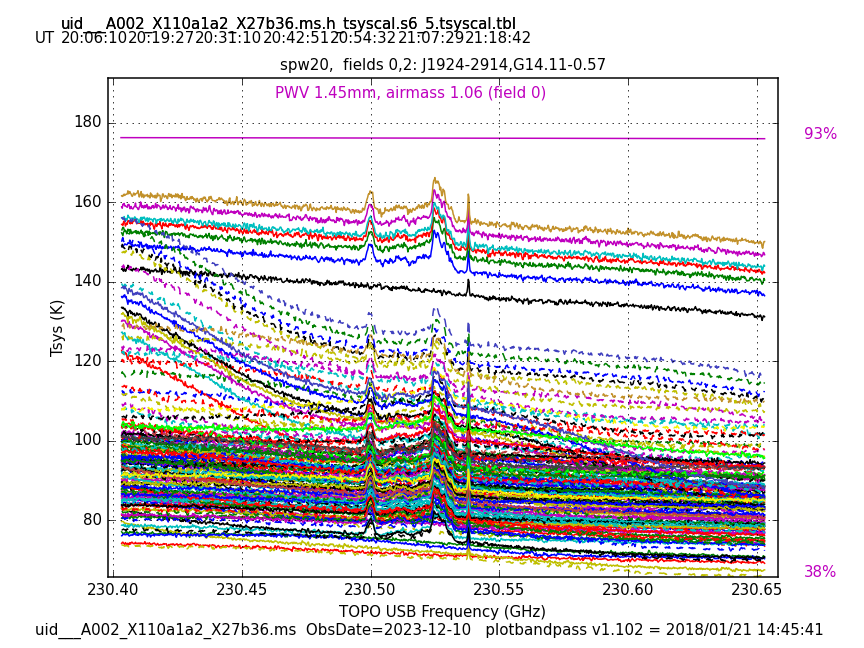 uid___A002_X110a1a2_X27b36.ms.h_tsyscal.s6_5.tsyscal.tbl
UT 20:06:10 20:19:27 20:31:10 20:42:51 20:54:32 21:07:29 21:18:42
spw20, fields 0,2: J1924-2914,G14.11-0.57
PWV 1.45mm, airmass 1.06 (field 0)
93%
180
160
140
120
100
80
Tsys (K)
38%
230.40 230.45 230.50 230.55 230.60 230.65
TOPO USB Frequency (GHz)
uid___A002_X110a1a2_X27b36.ms ObsDate=2023-12-10 plotbandpass v1.102 = 2018/01/21 14:45:41